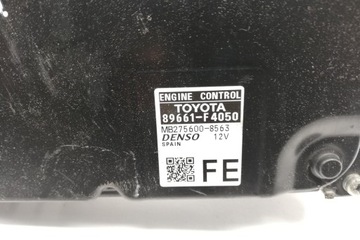 ENGINE CONTROL
TOYOTA
89661-F4050
MB275600-8563
DENSO 12V
SPAIN
FE